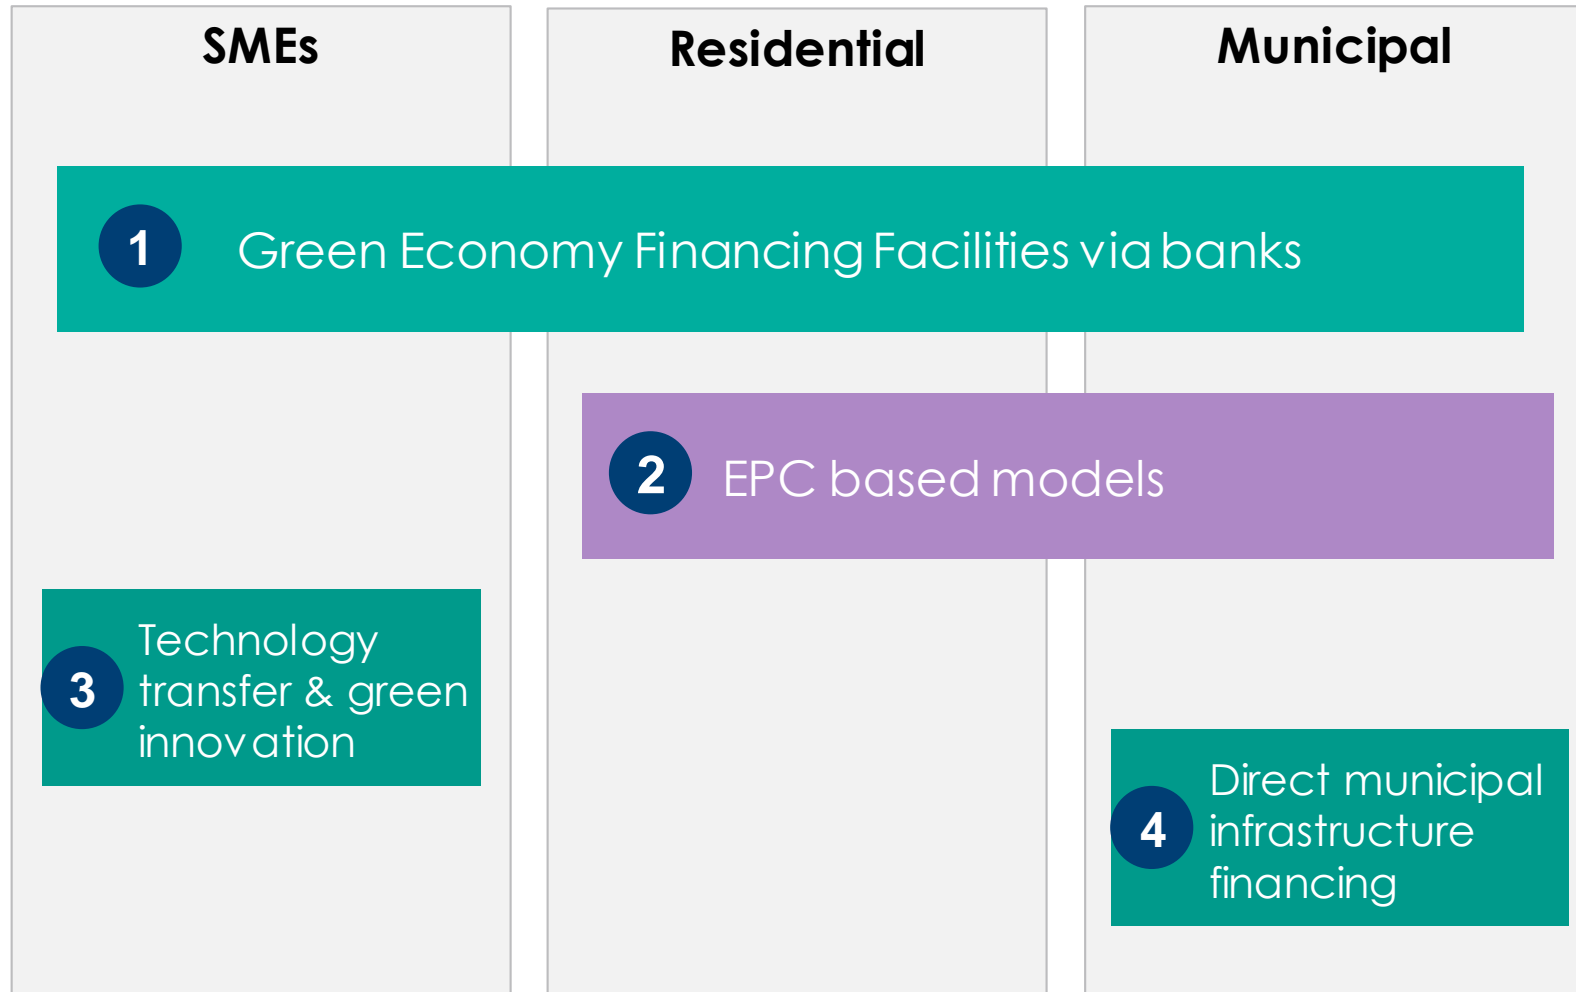 SMEs
Residential
Municipal
1
Green Economy Financing Facilities via banks
2
EPC based models
3
Technology
transfer & green
innovation
4
Direct municipal
infrastructure
financing